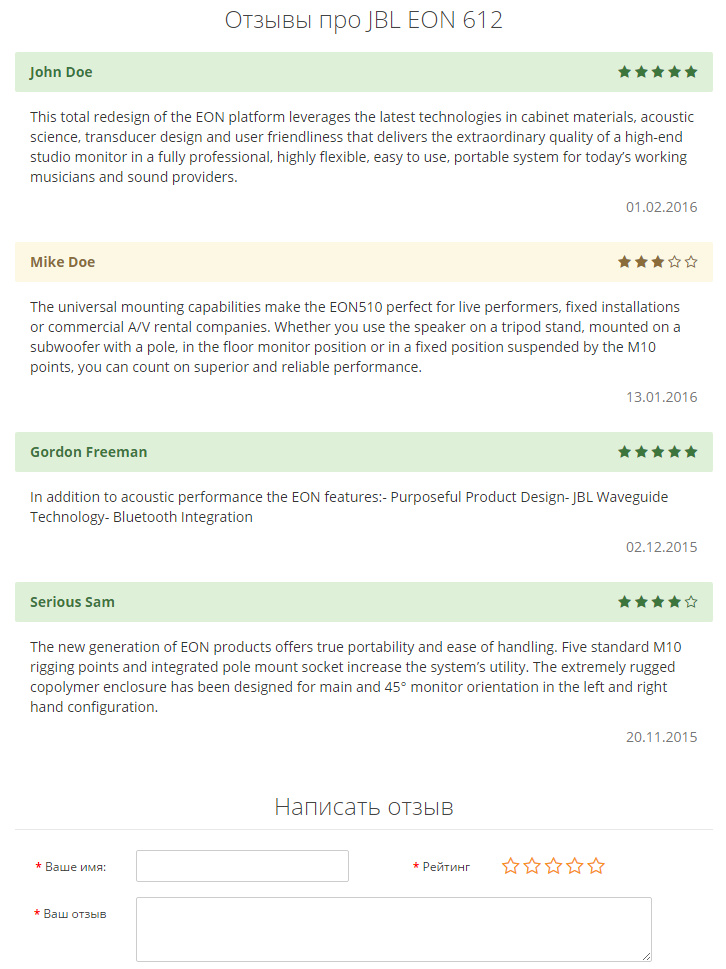 Отзывы про JBL EON 612
John Doe
This total redesign of the EON platform leverages the latest technologies in cabinet materials, acoustic
science, transducer design and user friendliness that delivers the extraordinary quality of a high-end
studio monitor in a fully professional, highly flexible, easy to use, portable system for today’s working
musicians and sound providers.
01.02.2016
Mike Doe
The universal mounting capabilities make the EON510 perfect for live performers, fixed installations
or commercial A/V rental companies. Whether you use the speaker on a tripod stand, mounted on a
subwoofer with a pole, in the floor monitor position or in a fixed position suspended by the M10
points, you can count on superior and reliable performance.
13.01.2016
Gordon Freeman
In addition to acoustic performance the EON features:- Purposeful Product Design- JBL Waveguide
Technology- Bluetooth Integration
02.12.2015
Serious Sam
The new generation of EON products offers true portability and ease of handling. Five standard M10
rigging points and integrated pole mount socket increase the system’s utility. The extremely rugged
copolymer enclosure has been designed for main and 45° monitor orientation in the left and right
hand configuration.
20.11.2015
Написать отзыв
* Ваше имя:
* Рейтинг
* Ваш отзыв